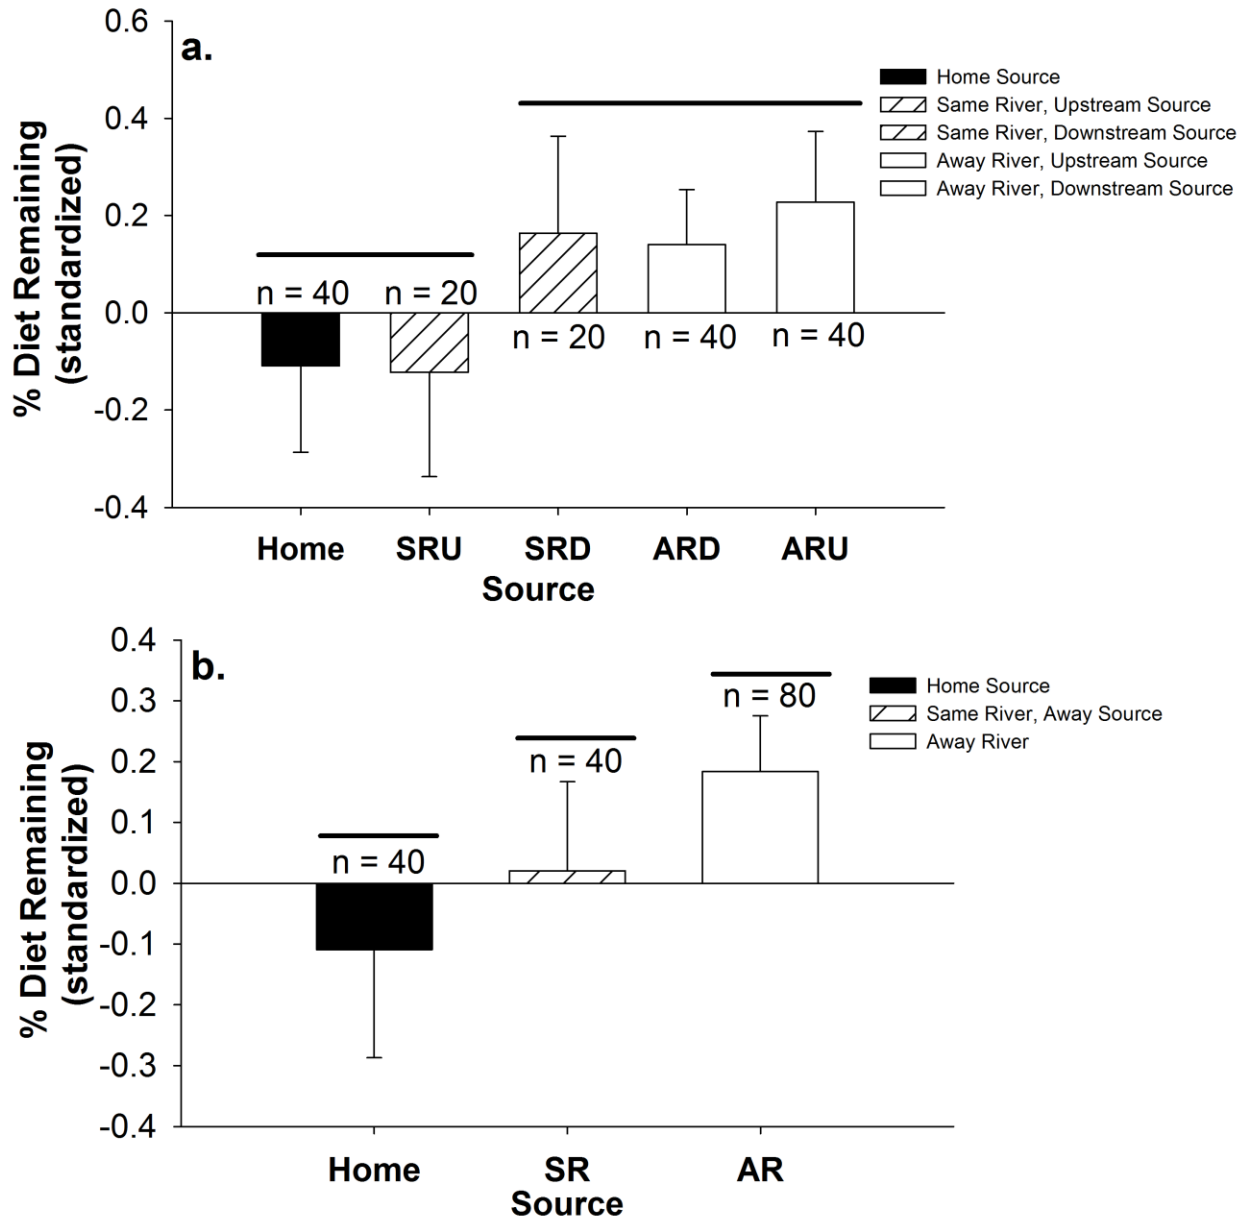 a.
0.6
0.4
0.2
0.0
-0.2
-0.4
% Diet Remaining
(standardized)
Home Source
Same River, Upstream Source
Same River, Downstream Source
Away River, Upstream Source
Away River, Downstream Source
n = 40
n = 20
n = 20
n = 40
n = 40
Home
SRU
SRD
ARD
ARU
Source
b.
0.4
0.3
0.2
0.1
0.0
-0.1
-0.2
-0.3
-0.4
% Diet Remaining
(standardized)
Home Source
Same River, Away Source
Away River
n = 40
n = 40
n = 80
Home
SR
AR
Source